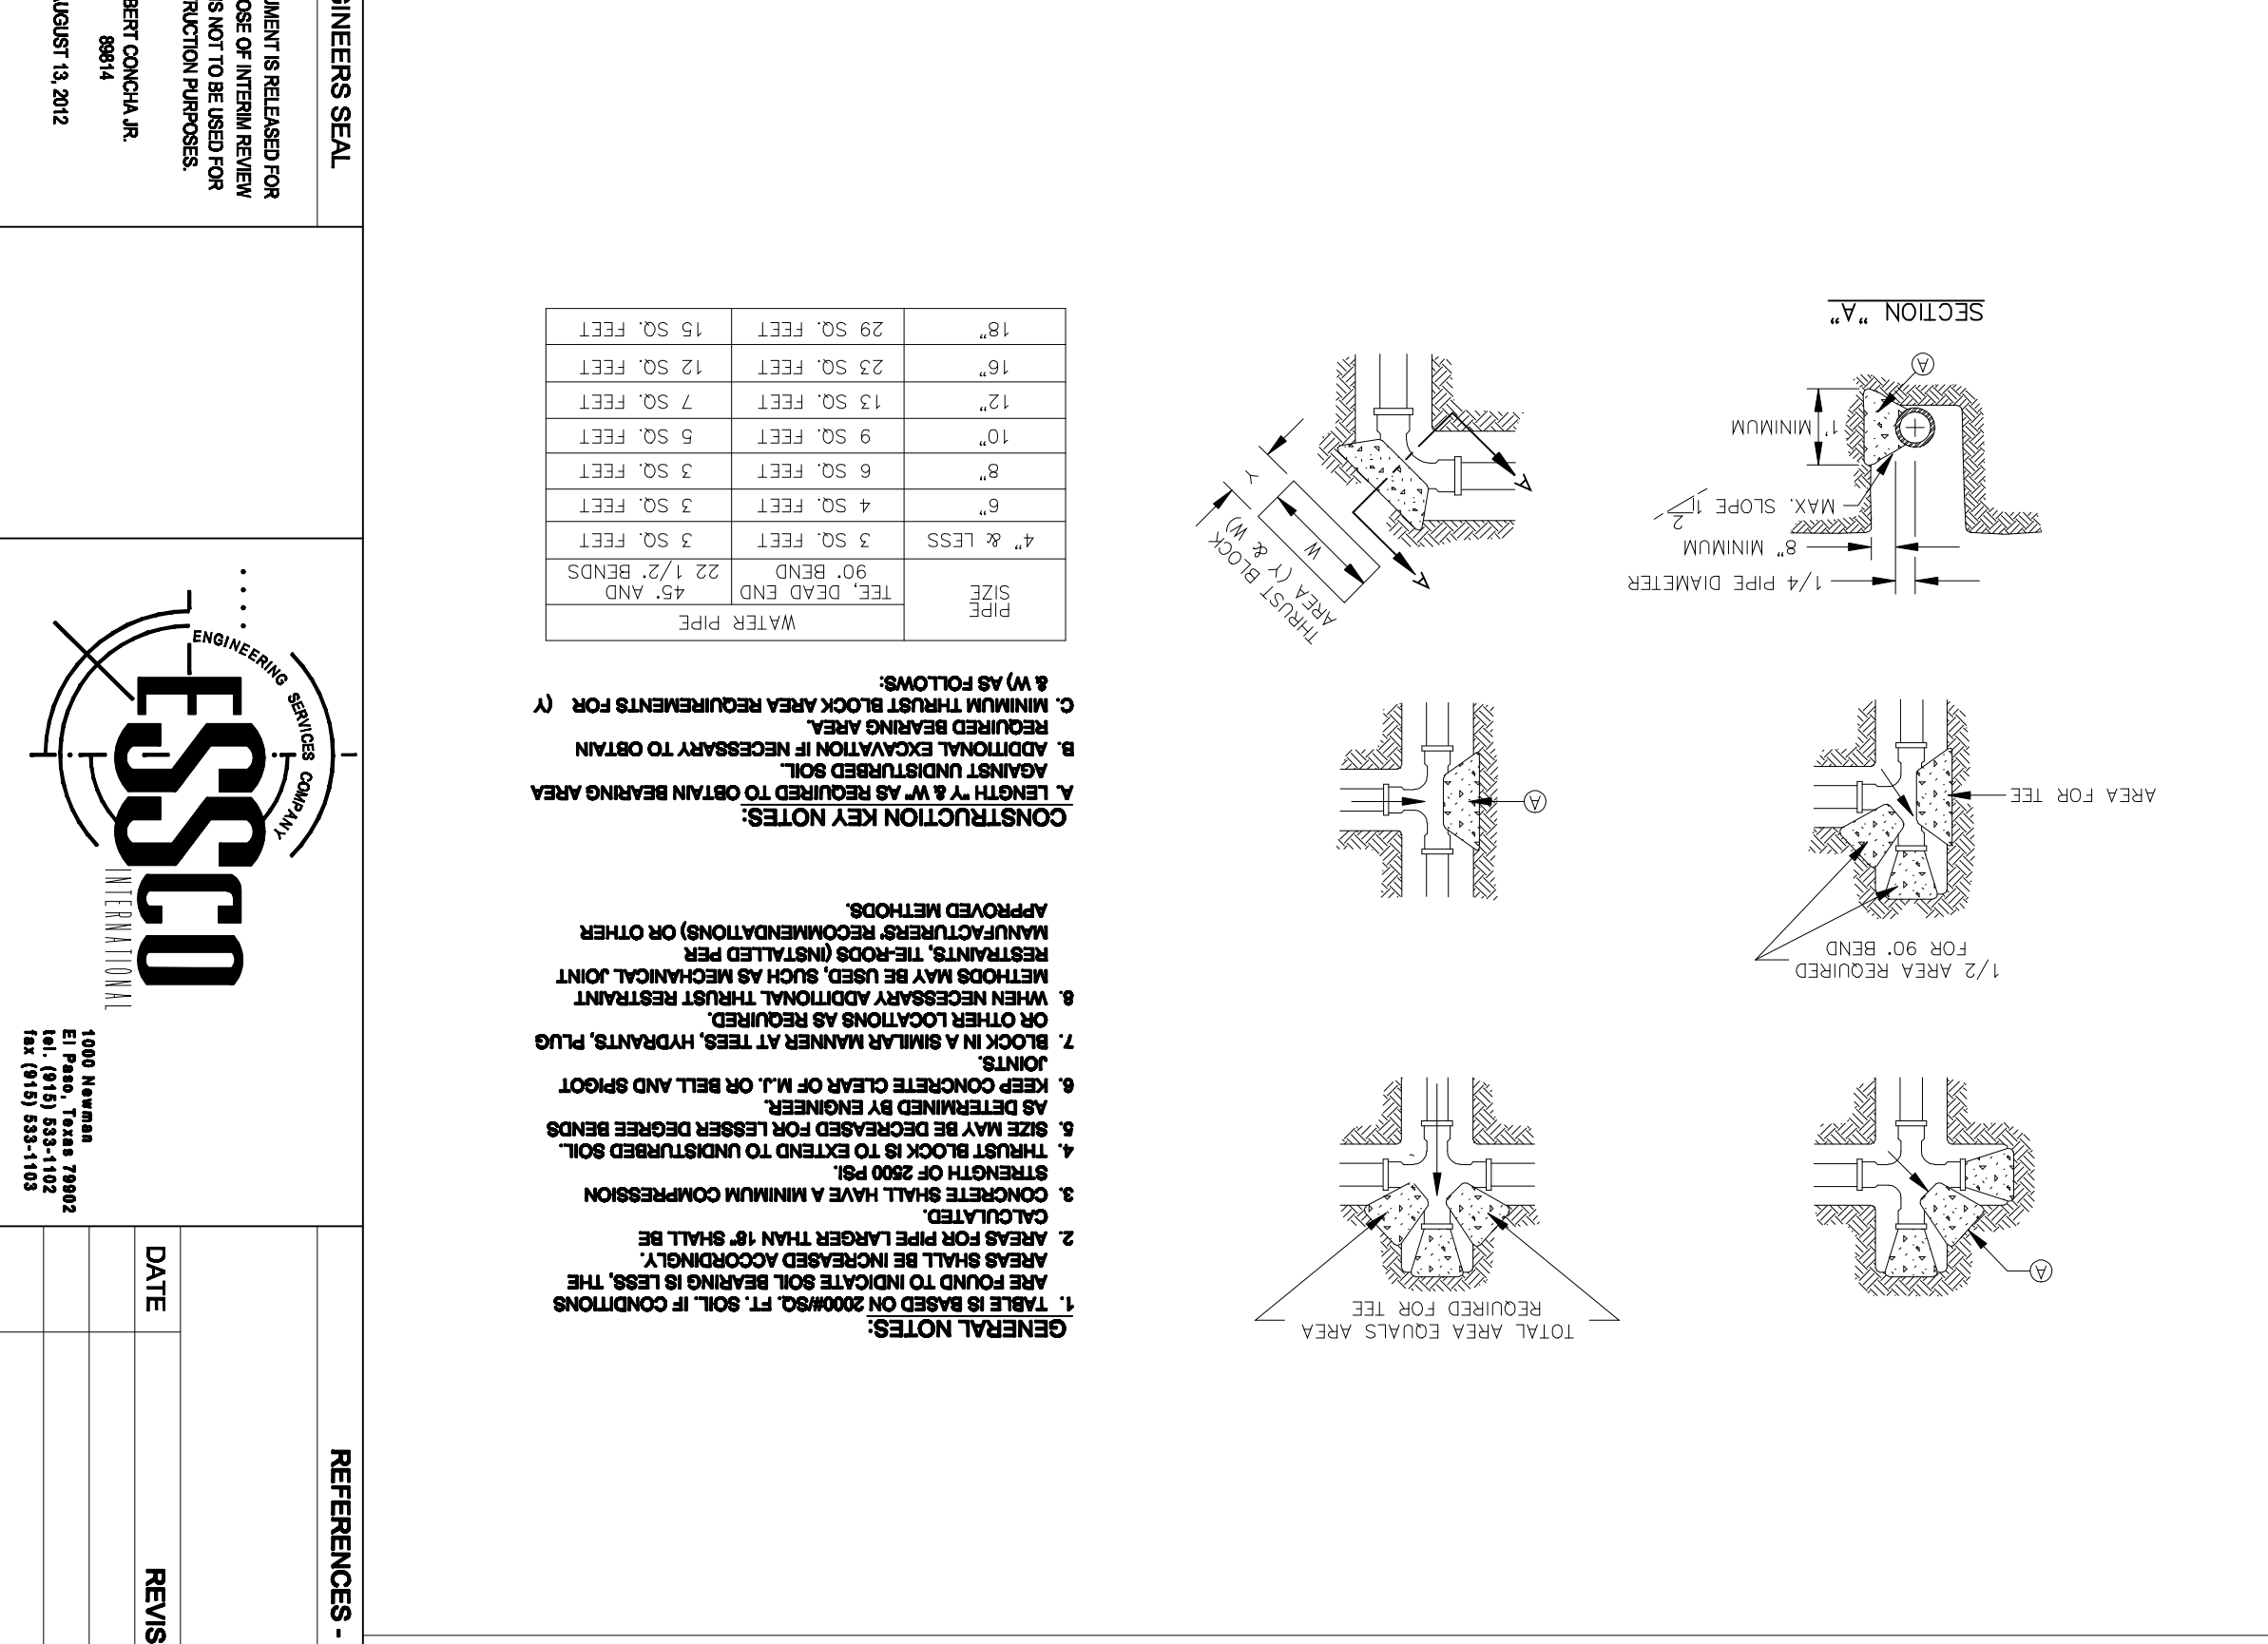 GENERAL NOTES:
1. TABLE IS BASED ON 2000#/SQ. FT. SOIL. IF CONDITIONS
ARE FOUND TO INDICATE SOIL BEARING IS LESS, THE
AREAS SHALL BE INCREASED ACCORDINGLY.
2. AREAS FOR PIPE LARGER THAN 18" SHALL BE
CALCULATED.
3. CONCRETE SHALL HAVE A MINIMUM COMPRESSION
STRENGTH OF 2500 PSI.
4. THRUST BLOCK IS TO EXTEND TO UNDISTURBED SOIL.
5. SIZE MAY BE DECREASED FOR LESSER DEGREE BENDS
AS DETERMINED BY ENGINEER.
6. KEEP CONCRETE CLEAR OF M.J. OR BELL AND SPIGOT
JOINTS.
7. BLOCK IN A SIMILAR MANNER AT TEES, HYDRANTS, PLUG
OR OTHER LOCATIONS AS REQUIRED.
8. WHEN NECESSARY ADDITIONAL THRUST RESTRAINT
METHODS MAY BE USED, SUCH AS MECHANICAL JOINT
RESTRAINTS, TIE-RODS (INSTALLED PER
MANUFACTURERS' RECOMMENDATIONS) OR OTHER
APPROVED METHODS.
CONSTRUCTION KEY NOTES:
A. LENGTH "Y & W" AS REQUIRED TO OBTAIN BEARING AREA
AGAINST UNDISTURBED SOIL.
B. ADDITIONAL EXCAVATION IF NECESSARY TO OBTAIN
REQUIRED BEARING AREA.
C. MINIMUM THRUST BLOCK AREA REQUIREMENTS FOR (Y
& W) AS FOLLOWS:
PIPE
SIZE
WATER PIPE
TEE, DEAD END
90° BEND
45° AND
22 1/2° BENDS
4" & LESS 3 SQ. FEET 3 SQ. FEET
6" 4 SQ. FEET 3 SQ. FEET
8" 6 SQ. FEET 3 SQ. FEET
10" 9 SQ. FEET 5 SQ. FEET
12" 13 SQ. FEET 7 SQ. FEET
16" 23 SQ. FEET 12 SQ. FEET
18" 29 SQ. FEET 15 SQ. FEET
A
TOTAL AREA EQUALS AREA
REQUIRED FOR TEE
1/2 AREA REQUIRED
FOR 90° BEND
AREA FOR TEE
A
1/4 PIPE DIAMETER
8" MINIMUM
MAX. SLOPE 1
2
1' MINIMUM
A
SECTION "A"
THRUST BLOCK
AREA (Y & W)
W
Y
A
A
GINEERS SEAL
UMENT IS RELEASED FOR
OSE OF INTERIM REVIEW
IS NOT TO BE USED FOR
RUCTION PURPOSES.
BERT CONCHA JR.
89814
UGUST 13, 2012
ENGINEERING SERVICES COMPANY
ESSCO
INTERNATIONAL
1000 Newman
El Paso, Texas 79902
tel. (915) 533-1102
fax (915) 533-1103
REFERENCES -
DATE
REVIS